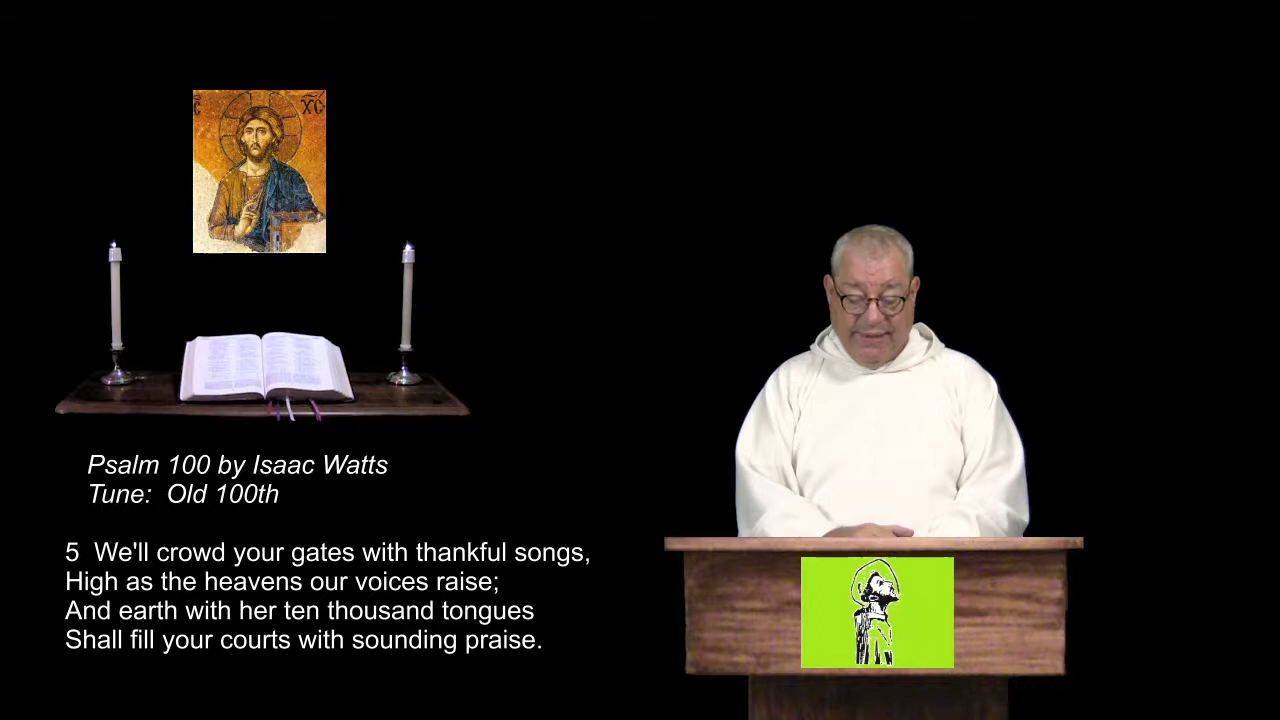 C XC
Psalm 100 by Isaac Watts
Tune: Old 100th
5 We'll crowd your gates with thankful songs,
High as the heavens our voices raise;
And earth with her ten thousand tongues
Shall fill your courts with sounding praise.